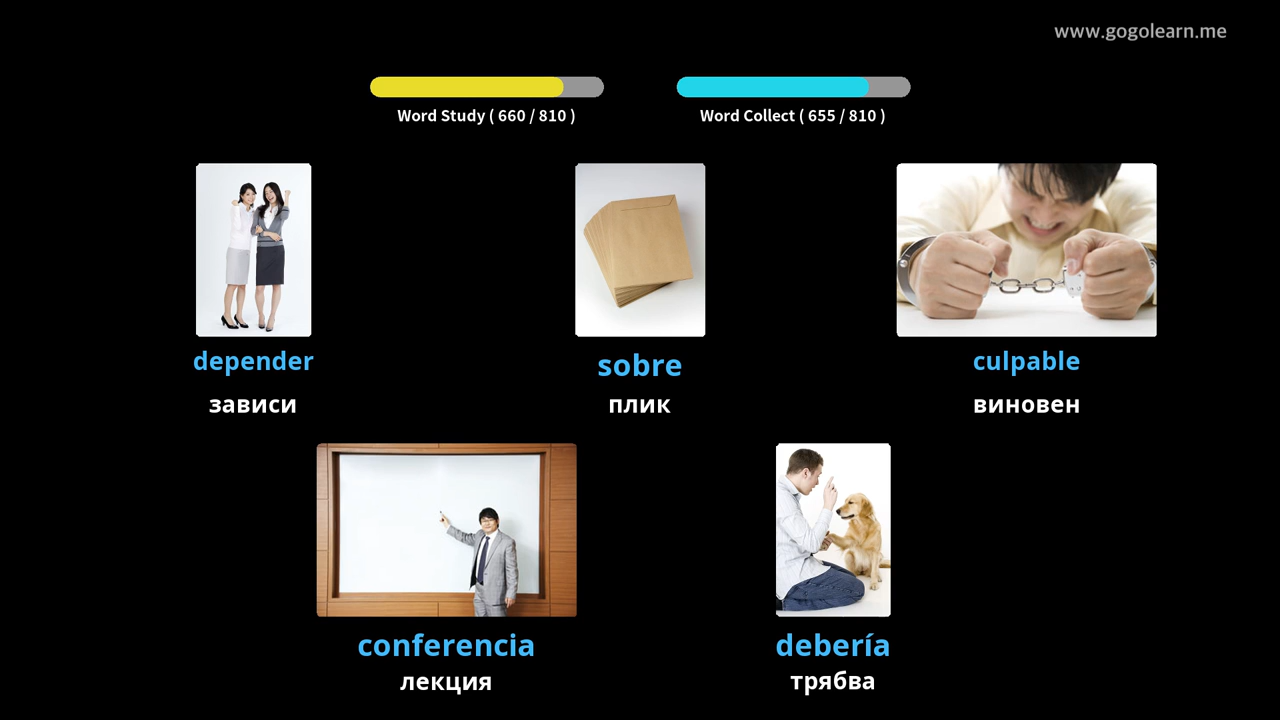 www.gogolearn.me
Word Study ( 660 / 810 )
Word Collect ( 655 / 810 )
depender
зависи
sobre
плик
culpable
виновен
conferencia
лекция
debería
трябва